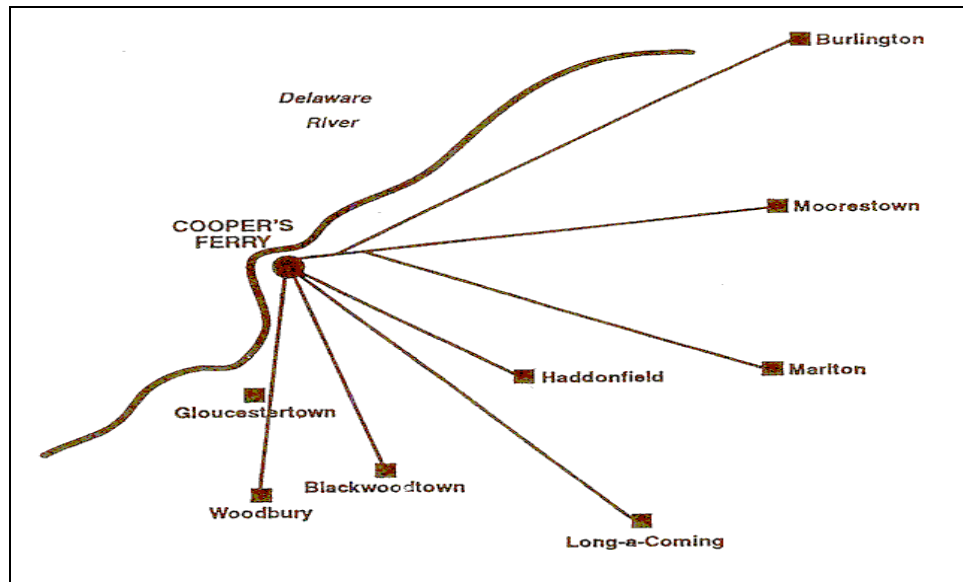 Burlington
Delaware
River
Moorestown
COOPER'S
FERRY
Marlton
Haddonfield
Gloucestertown
Blackwoodtown
Woodbury
Long-a-Coming